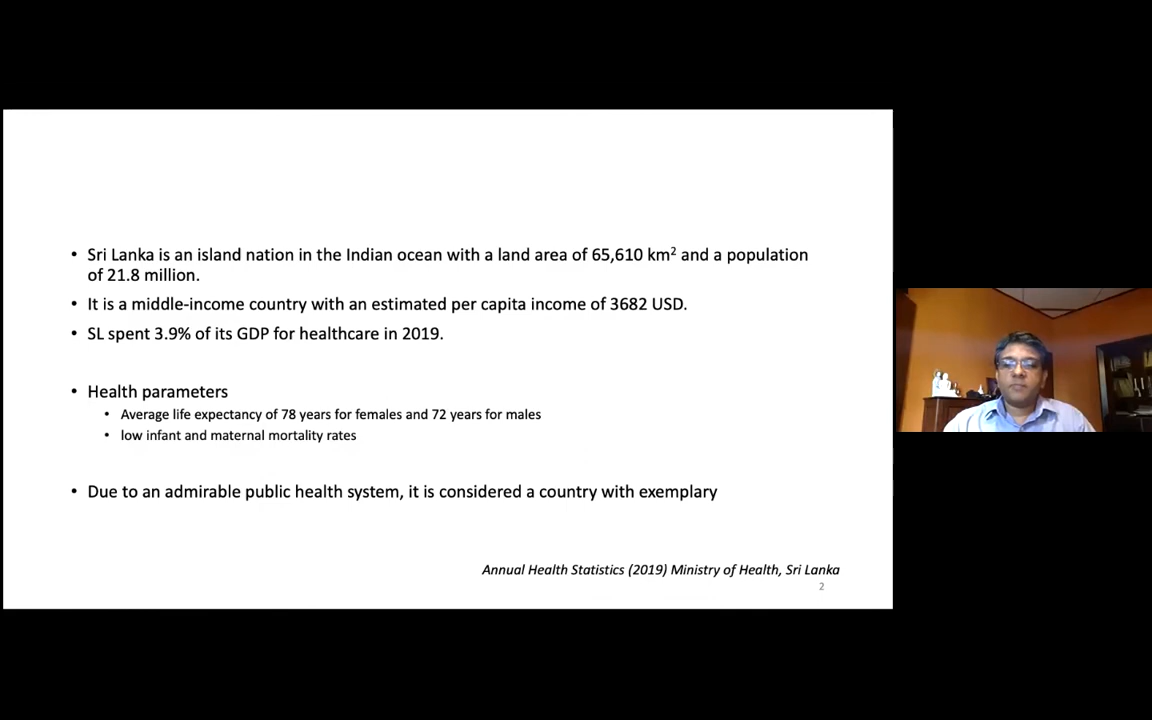 • Sri Lanka is an island nation in the Indian ocean with a land area of 65,610 km² and a population
of 21.8 million.
• It is a middle-income country with an estimated per capita income of 3682 USD.
• SL spent 3.9% of its GDP for healthcare in 2019.
• Health parameters
• Average life expectancy of 78 years for females and 72 years for males
• low infant and maternal mortality rates
• Due to an admirable public health system, it is considered a country with exemplary
Annual Health Statistics (2019) Ministry of Health, Sri Lanka
2